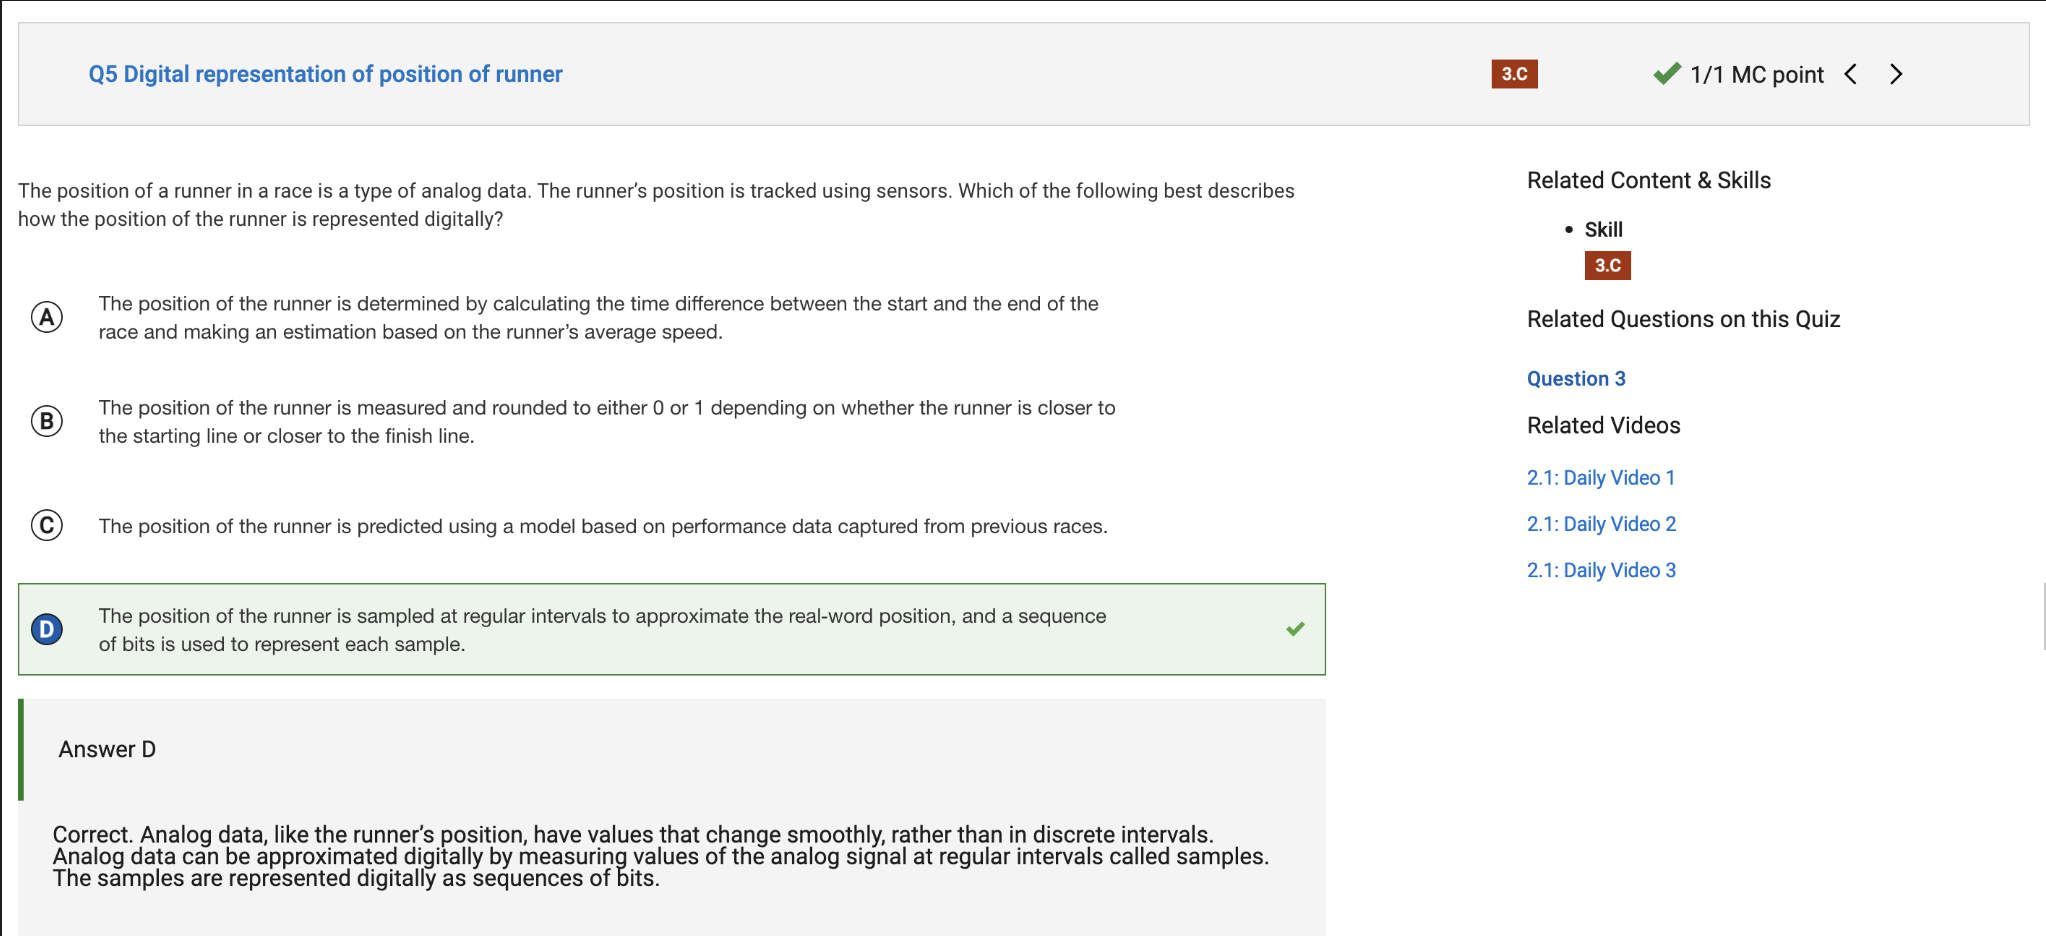 Q5 Digital representation of position of runner
3.C
1/1 MC point
The position of a runner in a race is a type of analog data. The runner’s position is tracked using sensors. Which of the following best describes
how the position of the runner is represented digitally?
A
The position of the runner is determined by calculating the time difference between the start and the end of the
race and making an estimation based on the runner’s average speed.
B
The position of the runner is measured and rounded to either 0 or 1 depending on whether the runner is closer to
the starting line or closer to the finish line.
C
The position of the runner is predicted using a model based on performance data captured from previous races.
D
The position of the runner is sampled at regular intervals to approximate the real-word position, and a sequence
of bits is used to represent each sample.
Answer D
Correct. Analog data, like the runner’s position, have values that change smoothly, rather than in discrete intervals.
Analog data can be approximated digitally by measuring values of the analog signal at regular intervals called samples.
The samples are represented digitally as sequences of bits.
Related Content & Skills
• Skill
3.C
Related Questions on this Quiz
Question 3
Related Videos
2.1: Daily Video 1
2.1: Daily Video 2
2.1: Daily Video 3